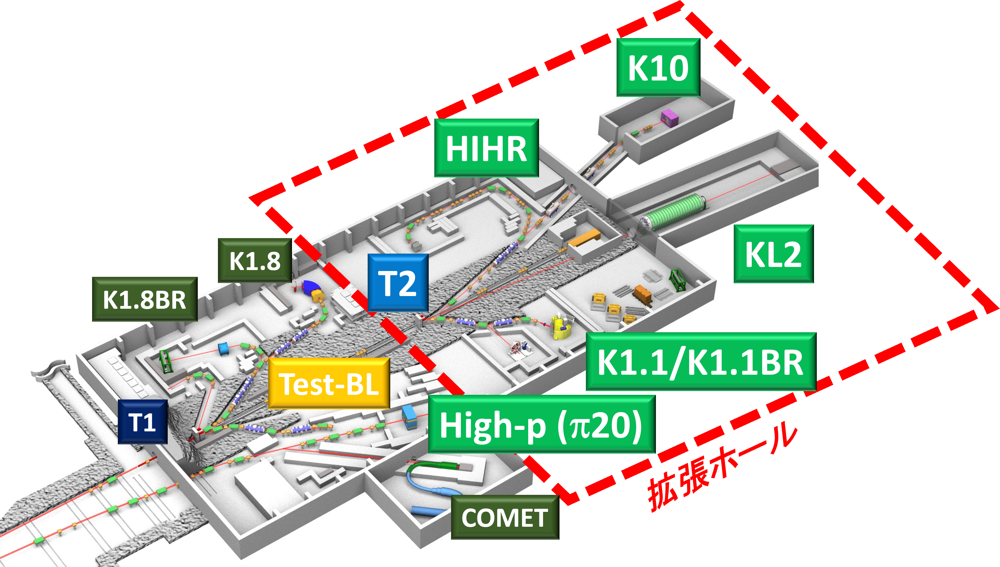 K10
HIHR
K1.8
KL2
T2
K1.8BR
K1.1/K1.1BR
Test-BL
T1
High-p (π20)
拡張ホール
COMET